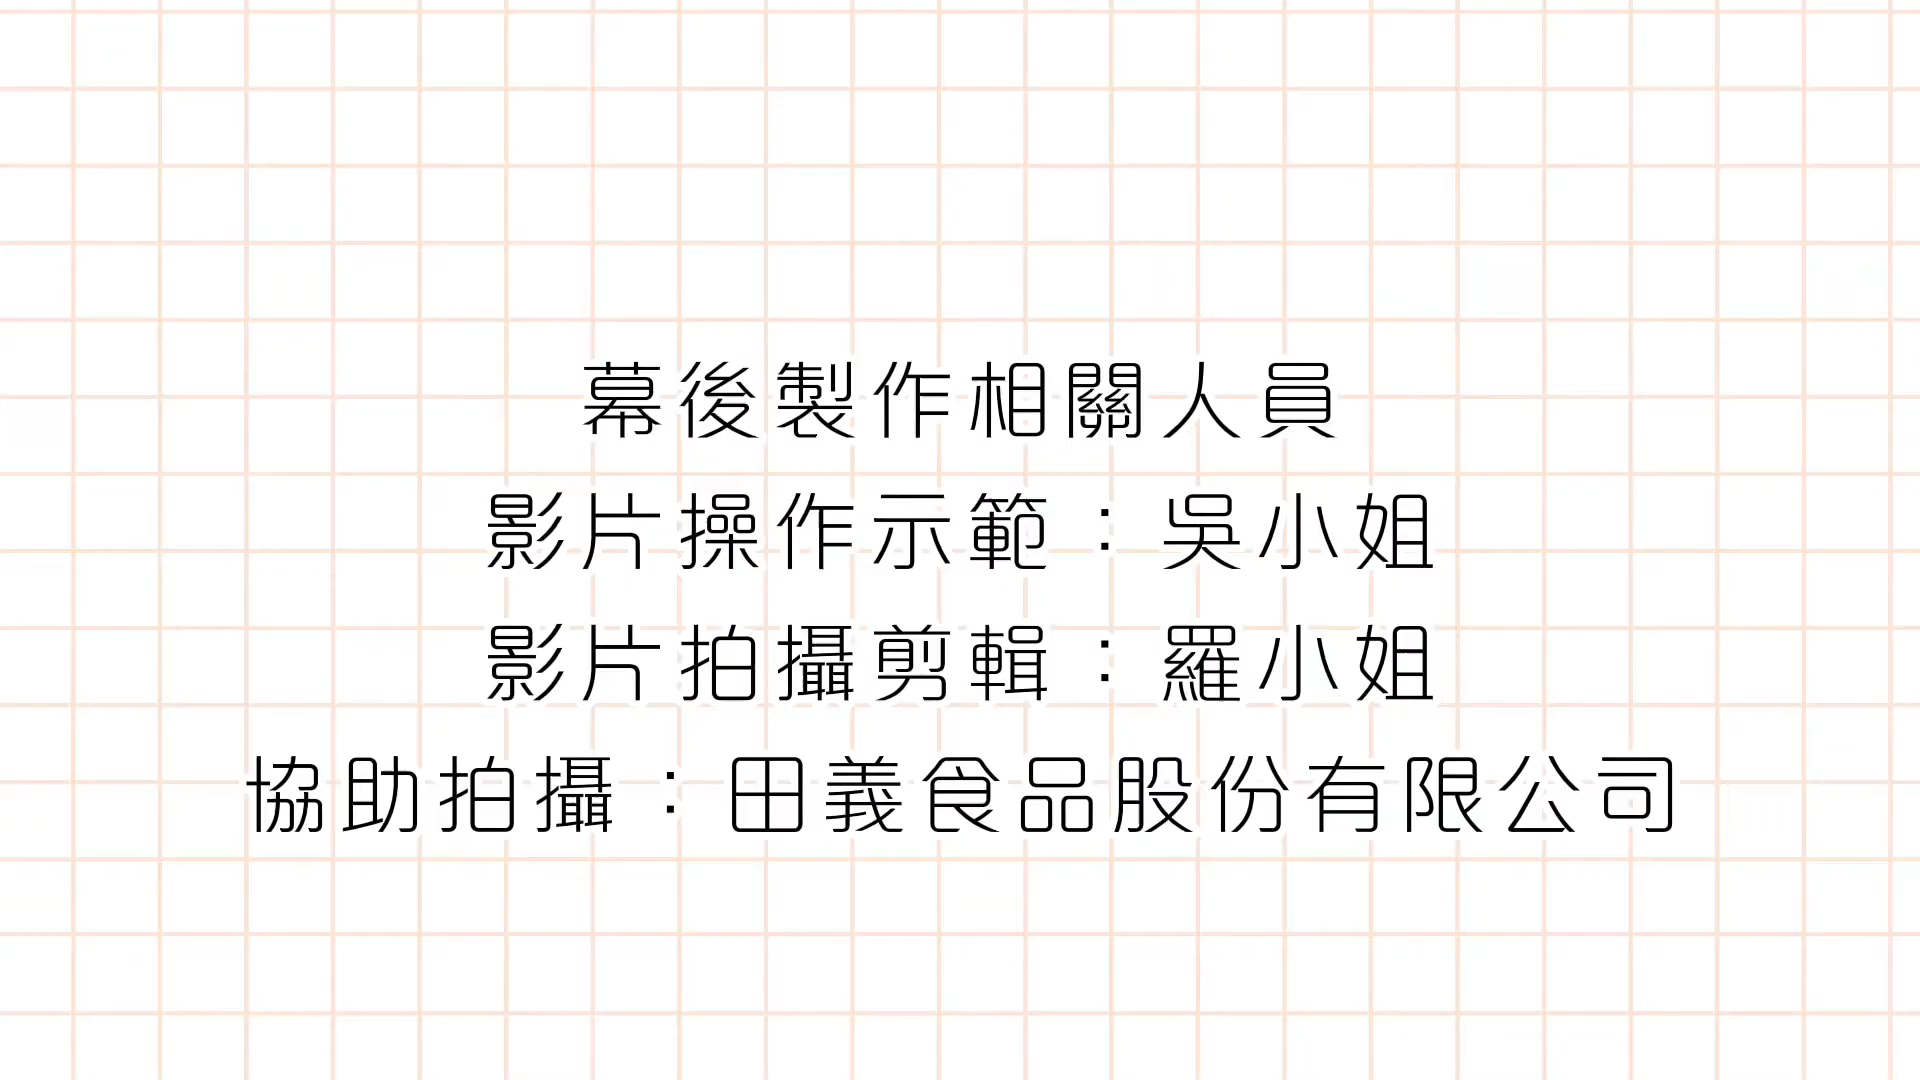 幕後製作相關人員
影片操作示範：吳小姐
影片拍攝剪輯：羅小姐
協助拍攝：田義食品股份有限公司